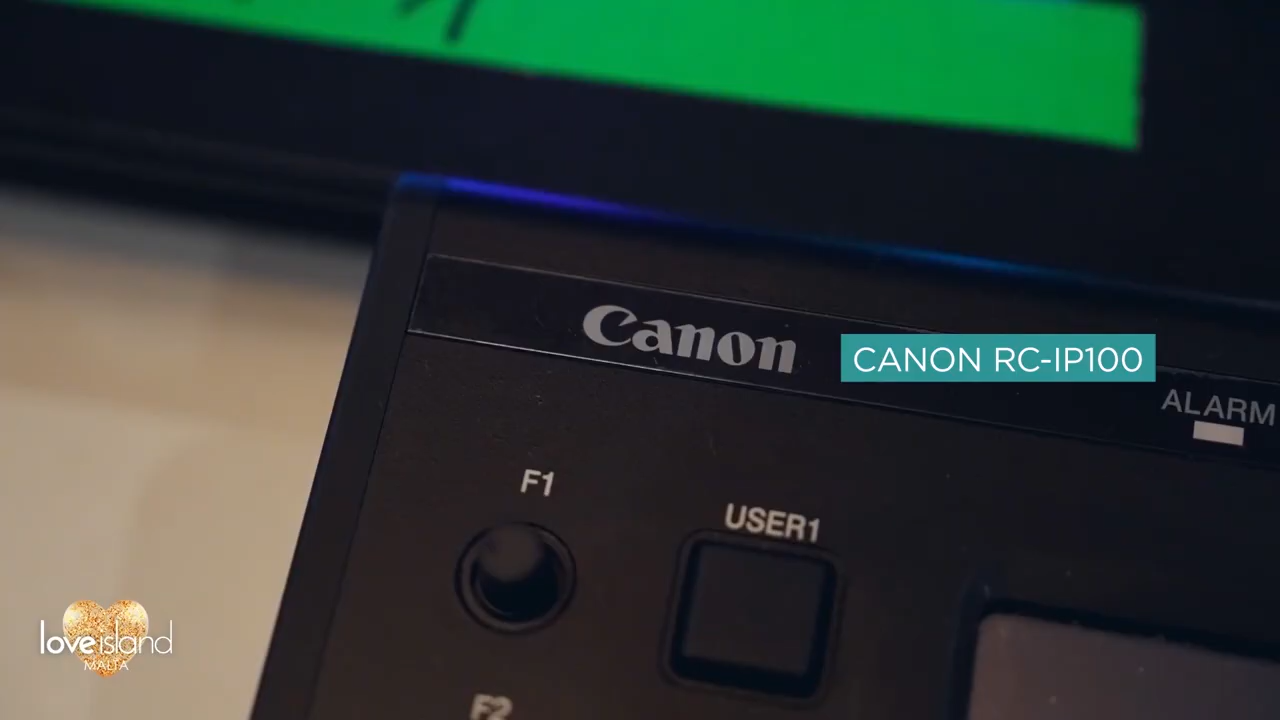 Canon
CANON RC-IP100
ALARM
F1
USER1
F2
love island
MALTA